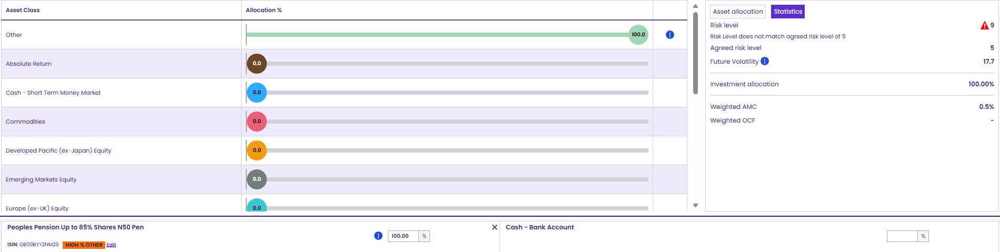 Asset Class
Allocation %
Other
100.0
Absolute Return
0.0
Cash - Short Term Money Market
0.0
Commodities
0.0
Developed Pacific (ex-Japan) Equity
0.0
Emerging Markets Equity
0.0
Europe (ex-UK) Equity
0.0
Asset allocation
Statistics
Risk level
9
Risk Level does not match agreed risk level of 5
Agreed risk level
5
Future Volatility
17.7
Investment allocation
100.00%
Weighted AMC
0.5%
Weighted OCF
-
Peoples Pension Up to 85% Shares N50 Pen
100.00 %
ISIN: GB00BYY2NM29 HIGH % OTHER Edit
Cash - Bank Account
%